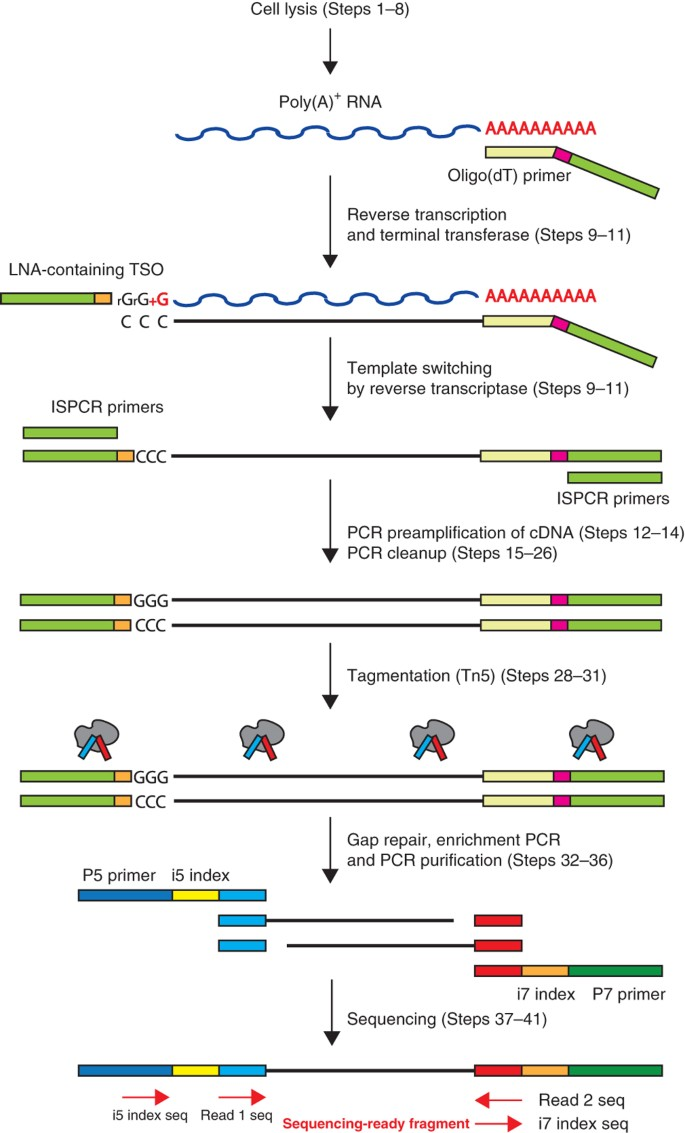 Cell lysis (Steps 1–8)
Poly(A)+ RNA
AAAAAAAAAA
Oligo(dT) primer
Reverse transcription
and terminal transferase (Steps 9–11)
LNA-containing TSO
rGrG+G
AAAAAAAAAA
C C C
Template switching
by reverse transcriptase (Steps 9–11)
ISPCR primers
CCC
ISPCR primers
PCR preamplification of cDNA (Steps 12–14)
PCR cleanup (Steps 15–26)
GGG
CCC
Tagmentation (Tn5) (Steps 28–31)
GGG
CCC
Gap repair, enrichment PCR
and PCR purification (Steps 32–36)
P5 primer i5 index
i7 index P7 primer
Sequencing (Steps 37–41)
i5 index seq Read 1 seq Read 2 seq
Sequencing-ready fragment i7 index seq